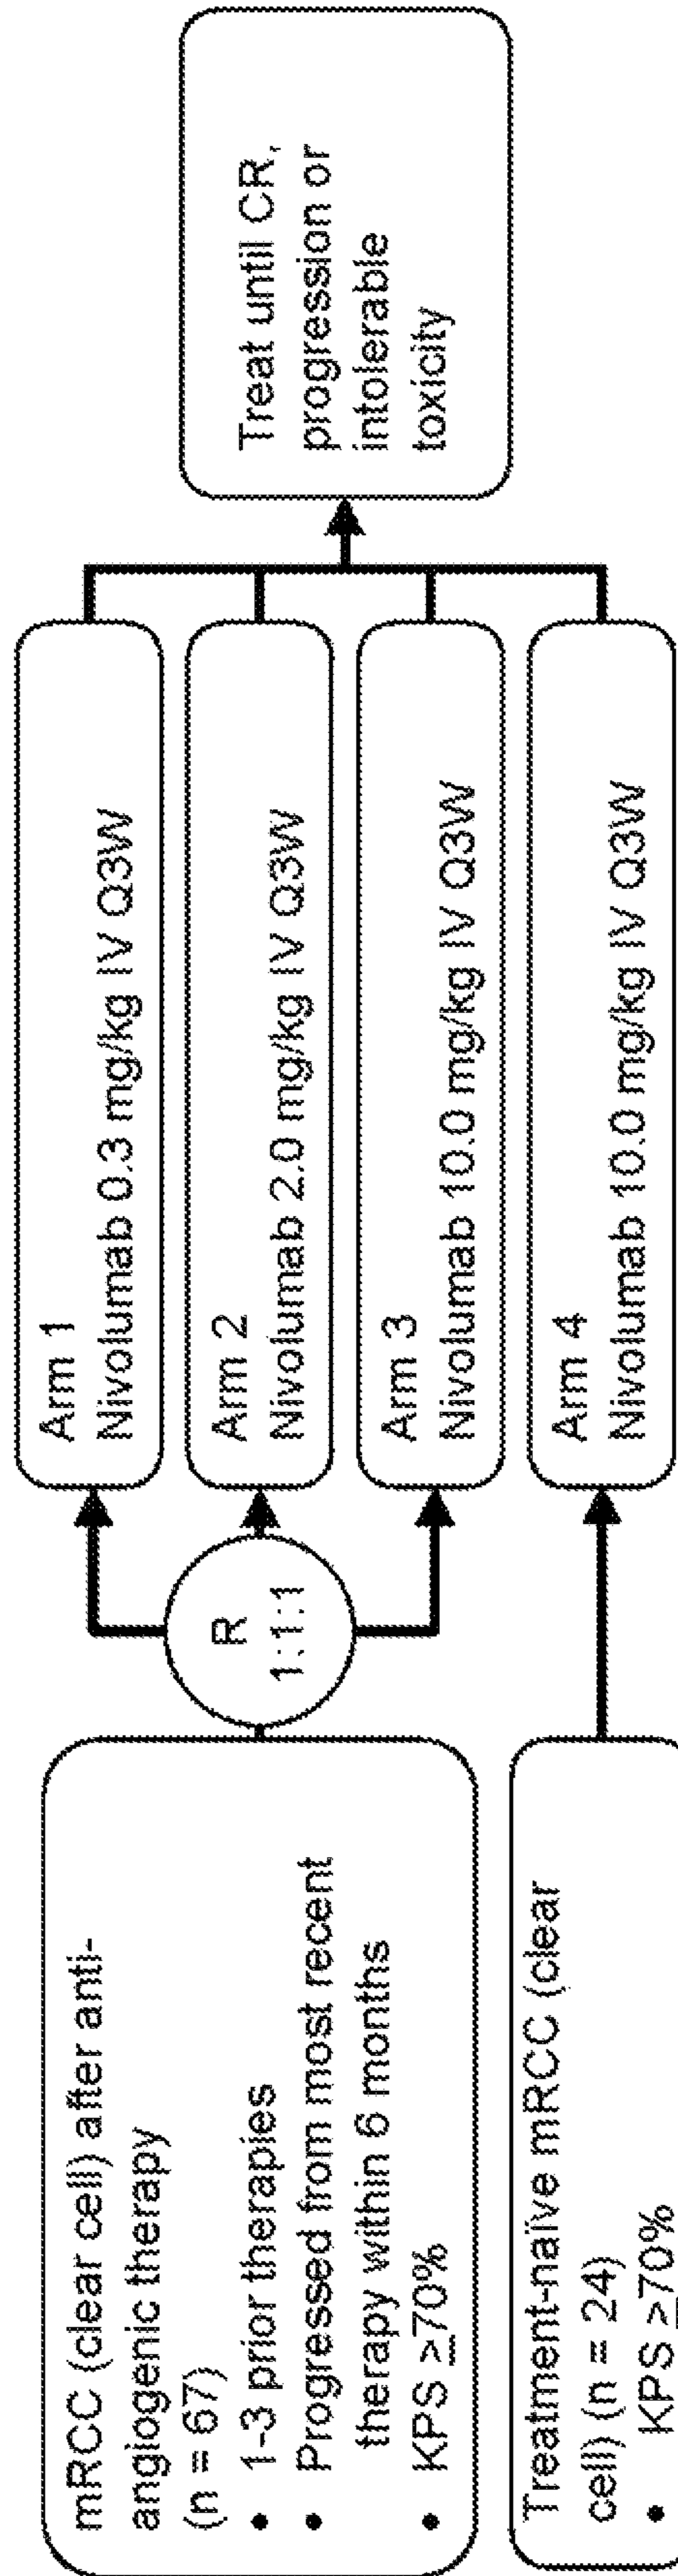 mRCC (clear cell) after anti-
angiogenic therapy
(n = 67)
• 1-3 prior therapies
• Progressed from most recent
therapy within 6 months
• KPS ≥70%
Treatment-naïve mRCC (clear
cell) (n = 24)
• KPS ≥70%
R
1:1:1
Arm 1
Nivolumab 0.3 mg/kg IV Q3W
Arm 2
Nivolumab 2.0 mg/kg IV Q3W
Arm 3
Nivolumab 10.0 mg/kg IV Q3W
Arm 4
Nivolumab 10.0 mg/kg IV Q3W
Treat until CR,
progression or
intolerable
toxicity